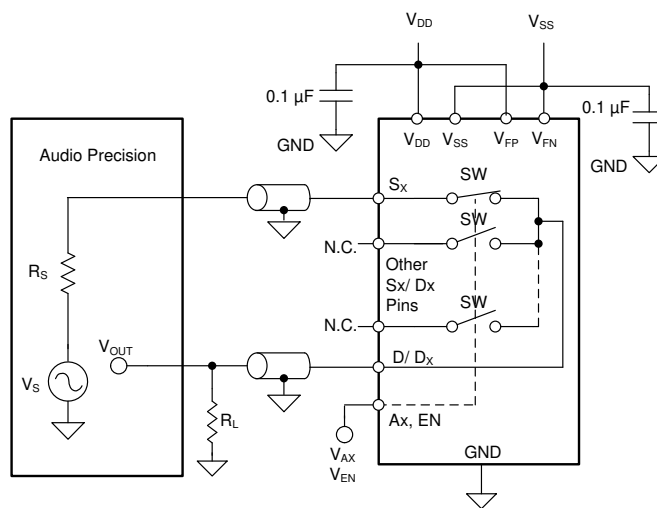 VDD
VSS
0.1 µF
0.1 µF
GND
VDD
VSS
VFP
VFN
GND
Audio Precision
SX
SW
SW
N.C.
Other
Sx/ Dx
Pins
RS
SW
N.C.
VOUT
D/ DX
VS
RL
Ax, EN
VAX
VEN
GND